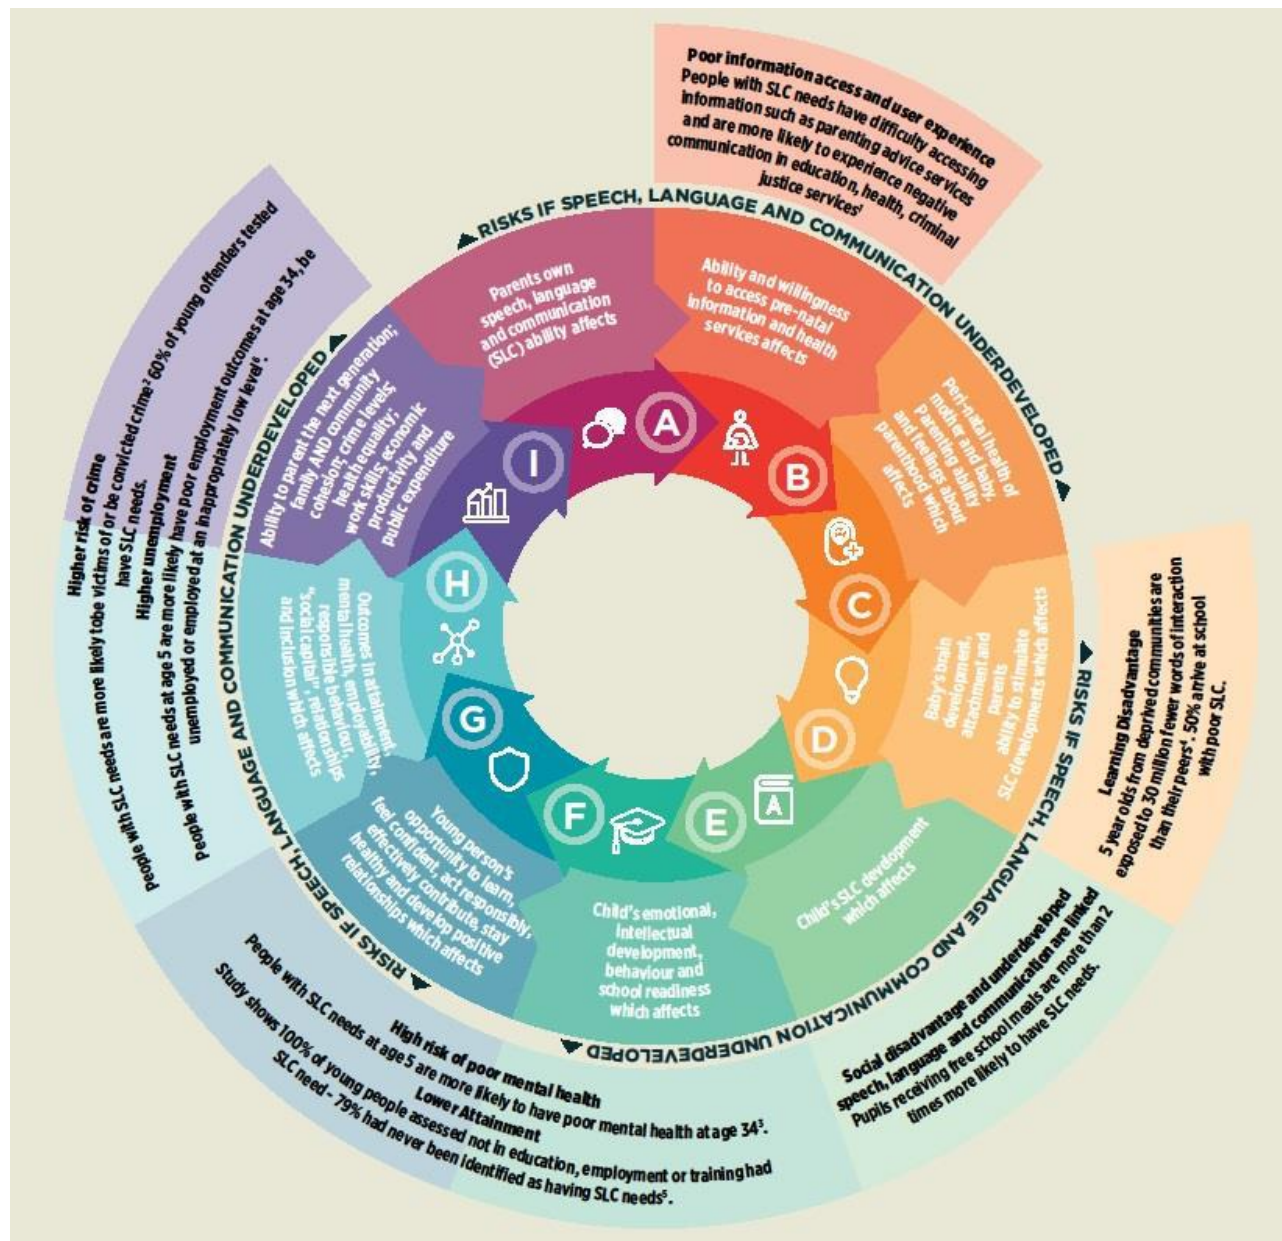 Poor information access and user experience
People with SLC needs have difficulty accessing
information such as parenting advice services
and are more likely to experience negative
communication in education, health, criminal
justice services¹
RISKS IF SPEECH, LANGUAGE AND COMMUNICATION UNDERDEVELOPED
Parents own
speech, language
and communication
(SLC) ability affects
A
Ability and willingness
to access pre-natal
information and health
services affects
B
Peri-natal health of
mother and baby.
Parenting ability
and feelings about
parenthood which
affects
C
Baby's brain
development,
attachment and
parents
ability to stimulate
SLC developments which affects
D
Learning Disadvantage
5 year olds from deprived communities are
exposed to 30 million fewer words of interaction
than their peers⁴. 50% arrive at school
with poor SLC.
RISKS IF SPEECH, LANGUAGE AND COMMUNICATION UNDERDEVELOPED
Child's SLC development
which affects
E
A
Social disadvantage and underdeveloped
speech, language and communication are linked
Pupils receiving free school meals are more than 2
times more likely to have SLC needs.
Child's emotional,
intellectual
development,
behaviour and
school readiness
which affects
F
Young person's
opportunity to learn,
feel confident, act responsibly,
effectively contribute, stay
healthy and develop positive
relationships which affects
G
High risk of poor mental health
People with SLC needs at age 5 are more likely to have poor mental health at age 34³.
Lower Attainment
Study shows 100% of young people assessed not in education, employment or training had
SLC need - 79% had never been identified as having SLC needs⁵.
RISKS IF SPEECH, LANGUAGE AND COMMUNICATION UNDERDEVELOPED
Outcomes in attainment,
mental health, employability,
responsible behaviour,
"social capital", relationships
and inclusion which affects
H
Ability to parent the next generation;
family AND community
cohesion; crime levels;
health equality;
work skills; economic
productivity and
public expenditure
I
Higher risk of crime
People with SLC needs are more likely tobe victims of or be convicted crime² 60% of young offenders tested
have SLC needs.
Higher unemployment
People with SLC needs at age 5 are more likely have poor employment outcomes at age 34, be
unemployed or employed at an inappropriately low level⁶.